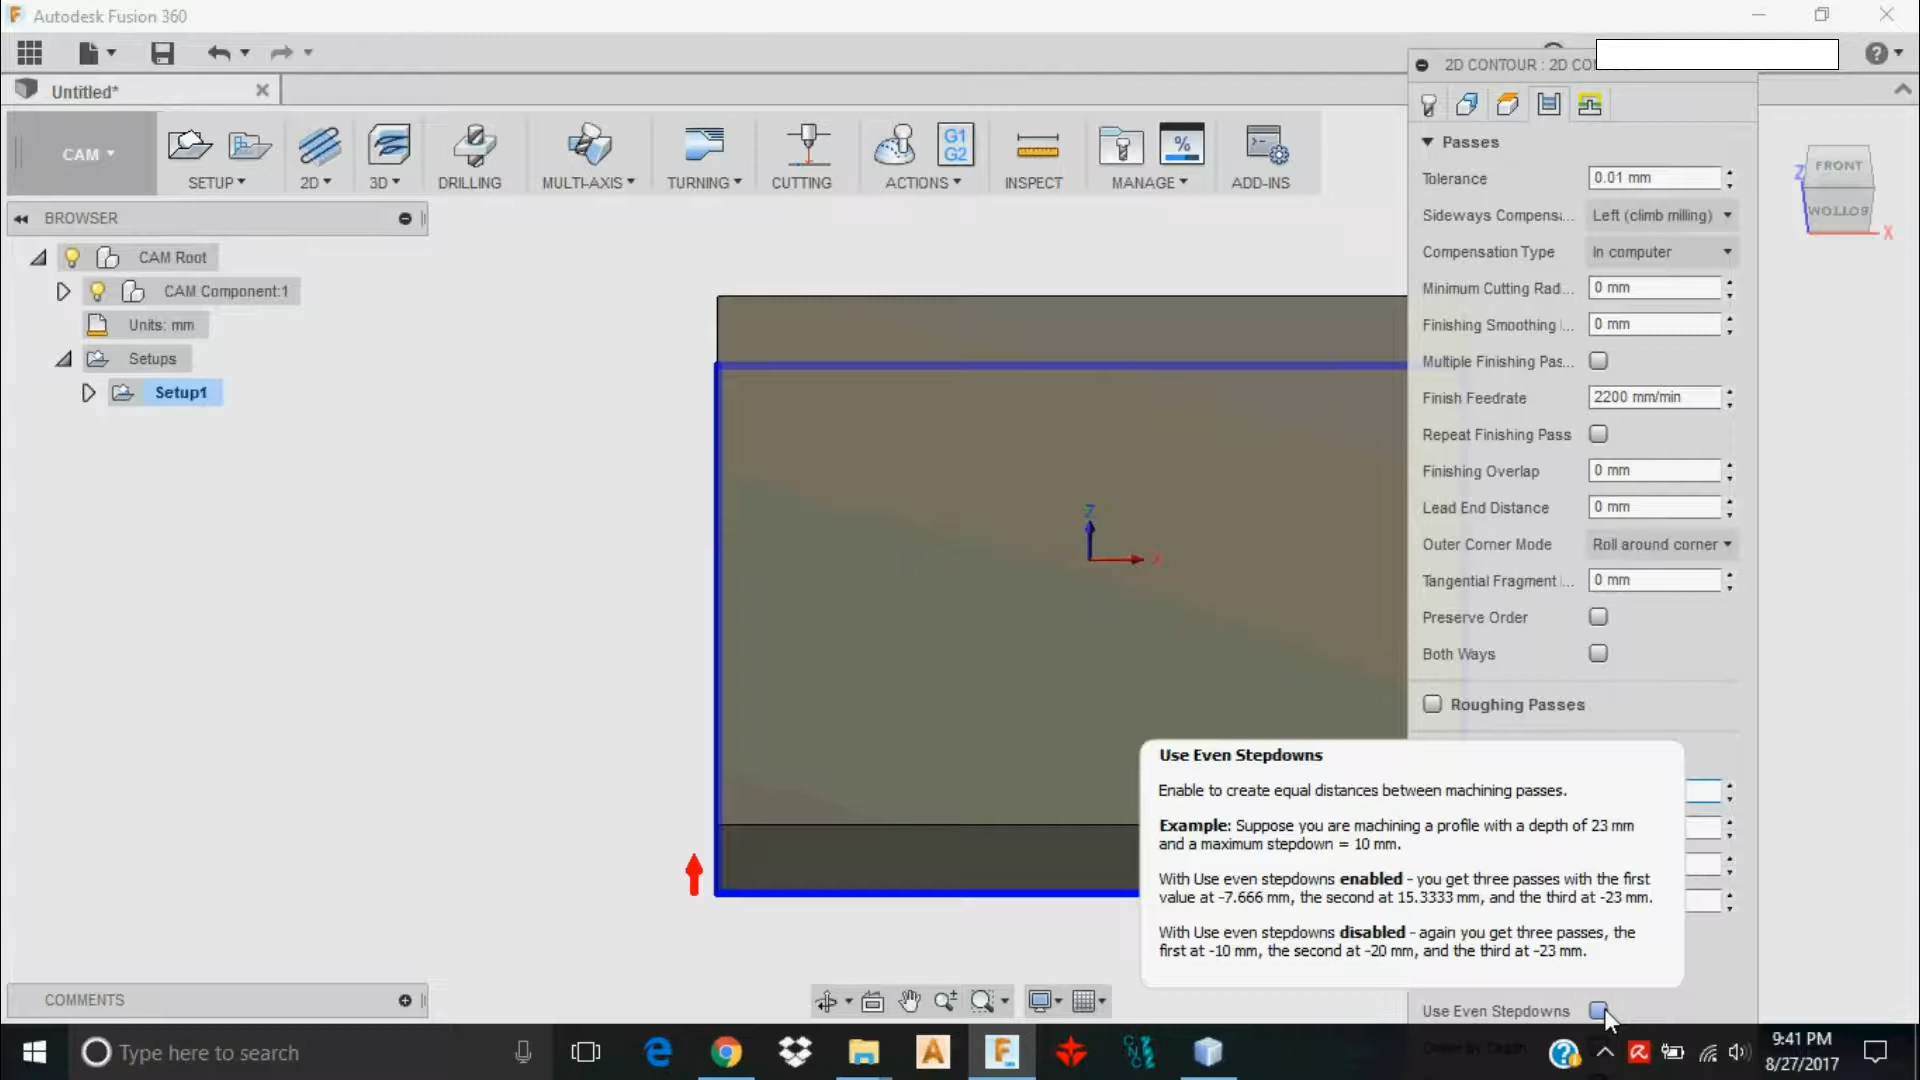 Autodesk Fusion 360
Untitled*
CAM
SETUP
2D
3D
DRILLING
MULTI-AXIS
TURNING
CUTTING
G1
G2
ACTIONS
INSPECT
%
MANAGE
ADD-INS
BROWSER
CAM Root
CAM Component:1
Units: mm
Setups
Setup1
COMMENTS
Z
X
FRONT
BOTTOM
Z
X
2D CONTOUR : 2D CO
Passes
Tolerance 0.01 mm
Sideways Compensa... Left (climb milling)
Compensation Type In computer
Minimum Cutting Rad... 0 mm
Finishing Smoothing ... 0 mm
Multiple Finishing Pas...
Finish Feedrate 2200 mm/min
Repeat Finishing Pass
Finishing Overlap 0 mm
Lead End Distance 0 mm
Outer Corner Mode Roll around corner
Tangential Fragment ... 0 mm
Preserve Order
Both Ways
Roughing Passes
Use Even Stepdowns
Enable to create equal distances between machining passes.
Example: Suppose you are machining a profile with a depth of 23 mm
and a maximum stepdown = 10 mm.
With Use even stepdowns enabled - you get three passes with the first
value at -7.666 mm, the second at 15.3333 mm, and the third at -23 mm.
With Use even stepdowns disabled - again you get three passes, the
first at -10 mm, the second at -20 mm, and the third at -23 mm.
Use Even Stepdowns
Type here to search
9:41 PM
8/27/2017